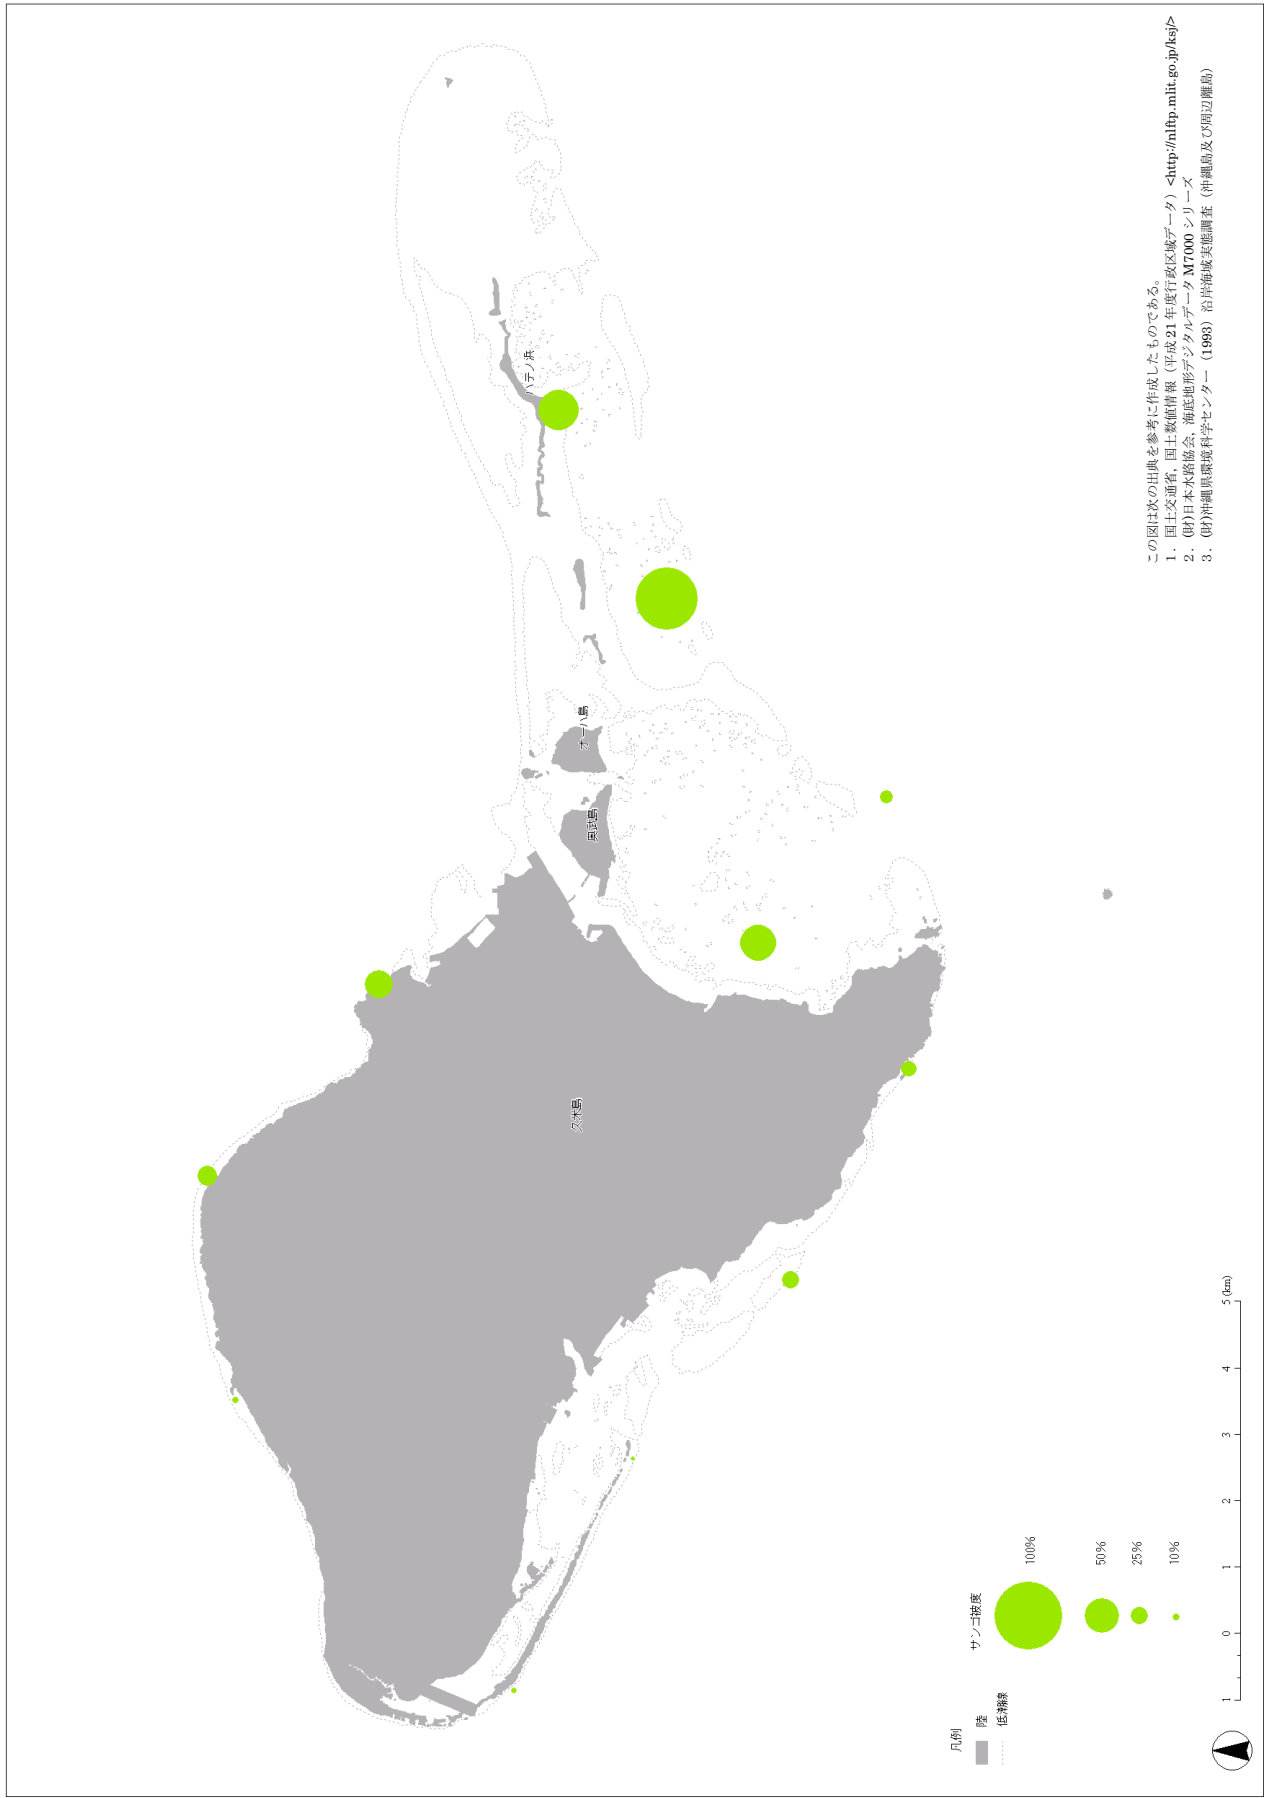 ハテノ浜
オーハ島
奥武島
久米島
凡例
陸
低潮線
サンゴ被度
100%
50%
25%
10%
1
0
1
2
3
4
5 (km)
この図は次の出典を参考に作成したものである。
1. 国土交通省, 国土数値情報（平成 21 年度行政区域データ）<http://nlftp.mlit.go.jp/ksj/>
2. (財)日本水路協会, 海底地形デジタルデータ M7000 シリーズ
3. (財)沖縄県環境科学センター（1993）沿岸海域実態調査（沖縄島及び周辺離島）